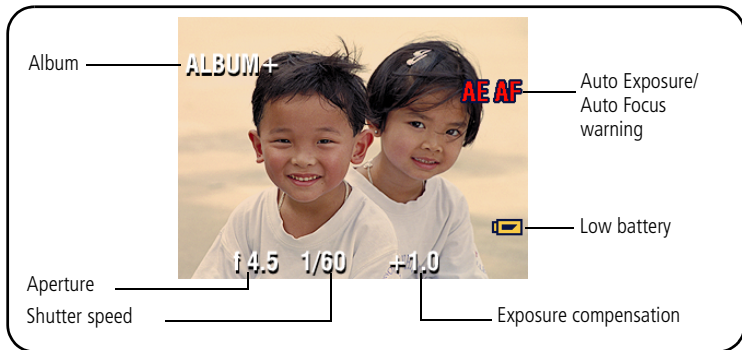 Album
ALBUM+
AE AF
Auto Exposure/
Auto Focus
warning
Low battery
f 4.5 1/60 +1.0
Aperture
Shutter speed
Exposure compensation